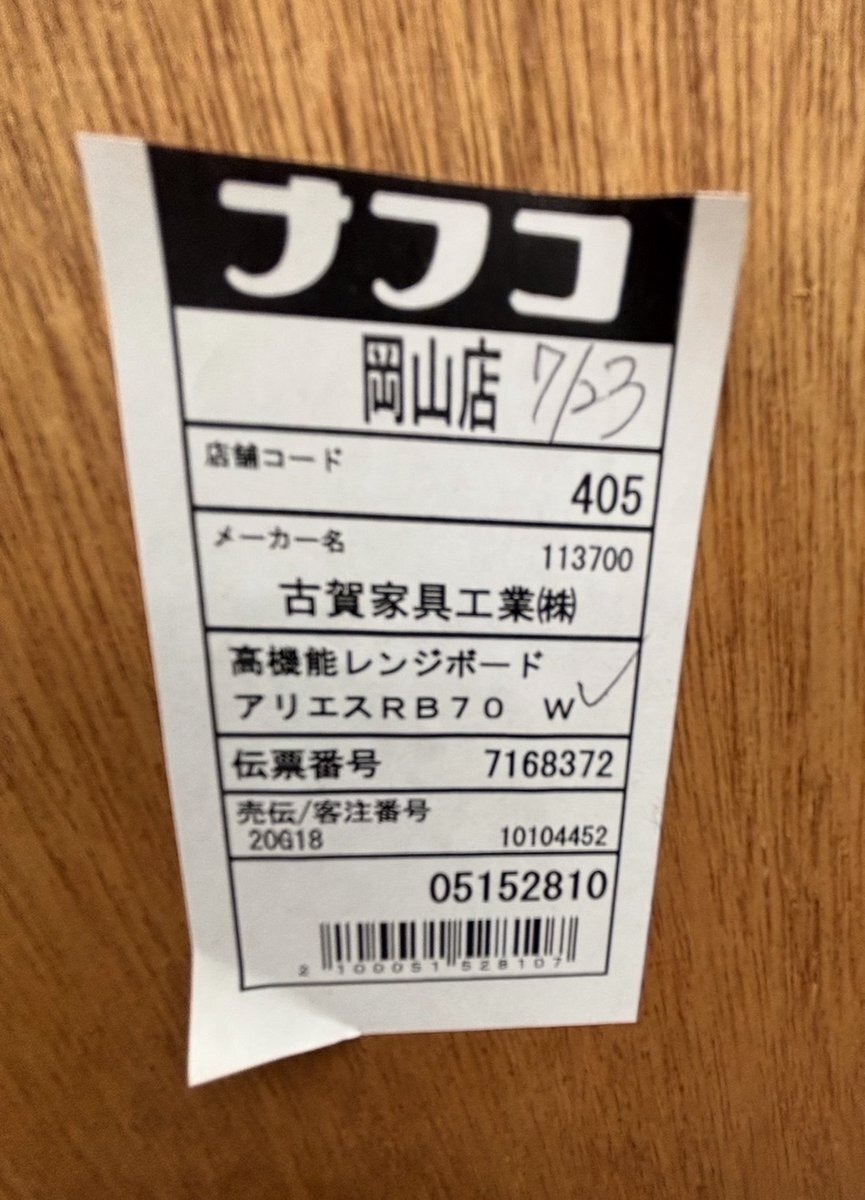 ナフコ
岡山店 7/23
店舗コード
405
メーカー名 113700
古賀家具工業㈱
高機能レンジボード
アリエスRB70 W
伝票番号 7168372
売伝/客注番号
20G18 10104452
05152810
2 100051 528107